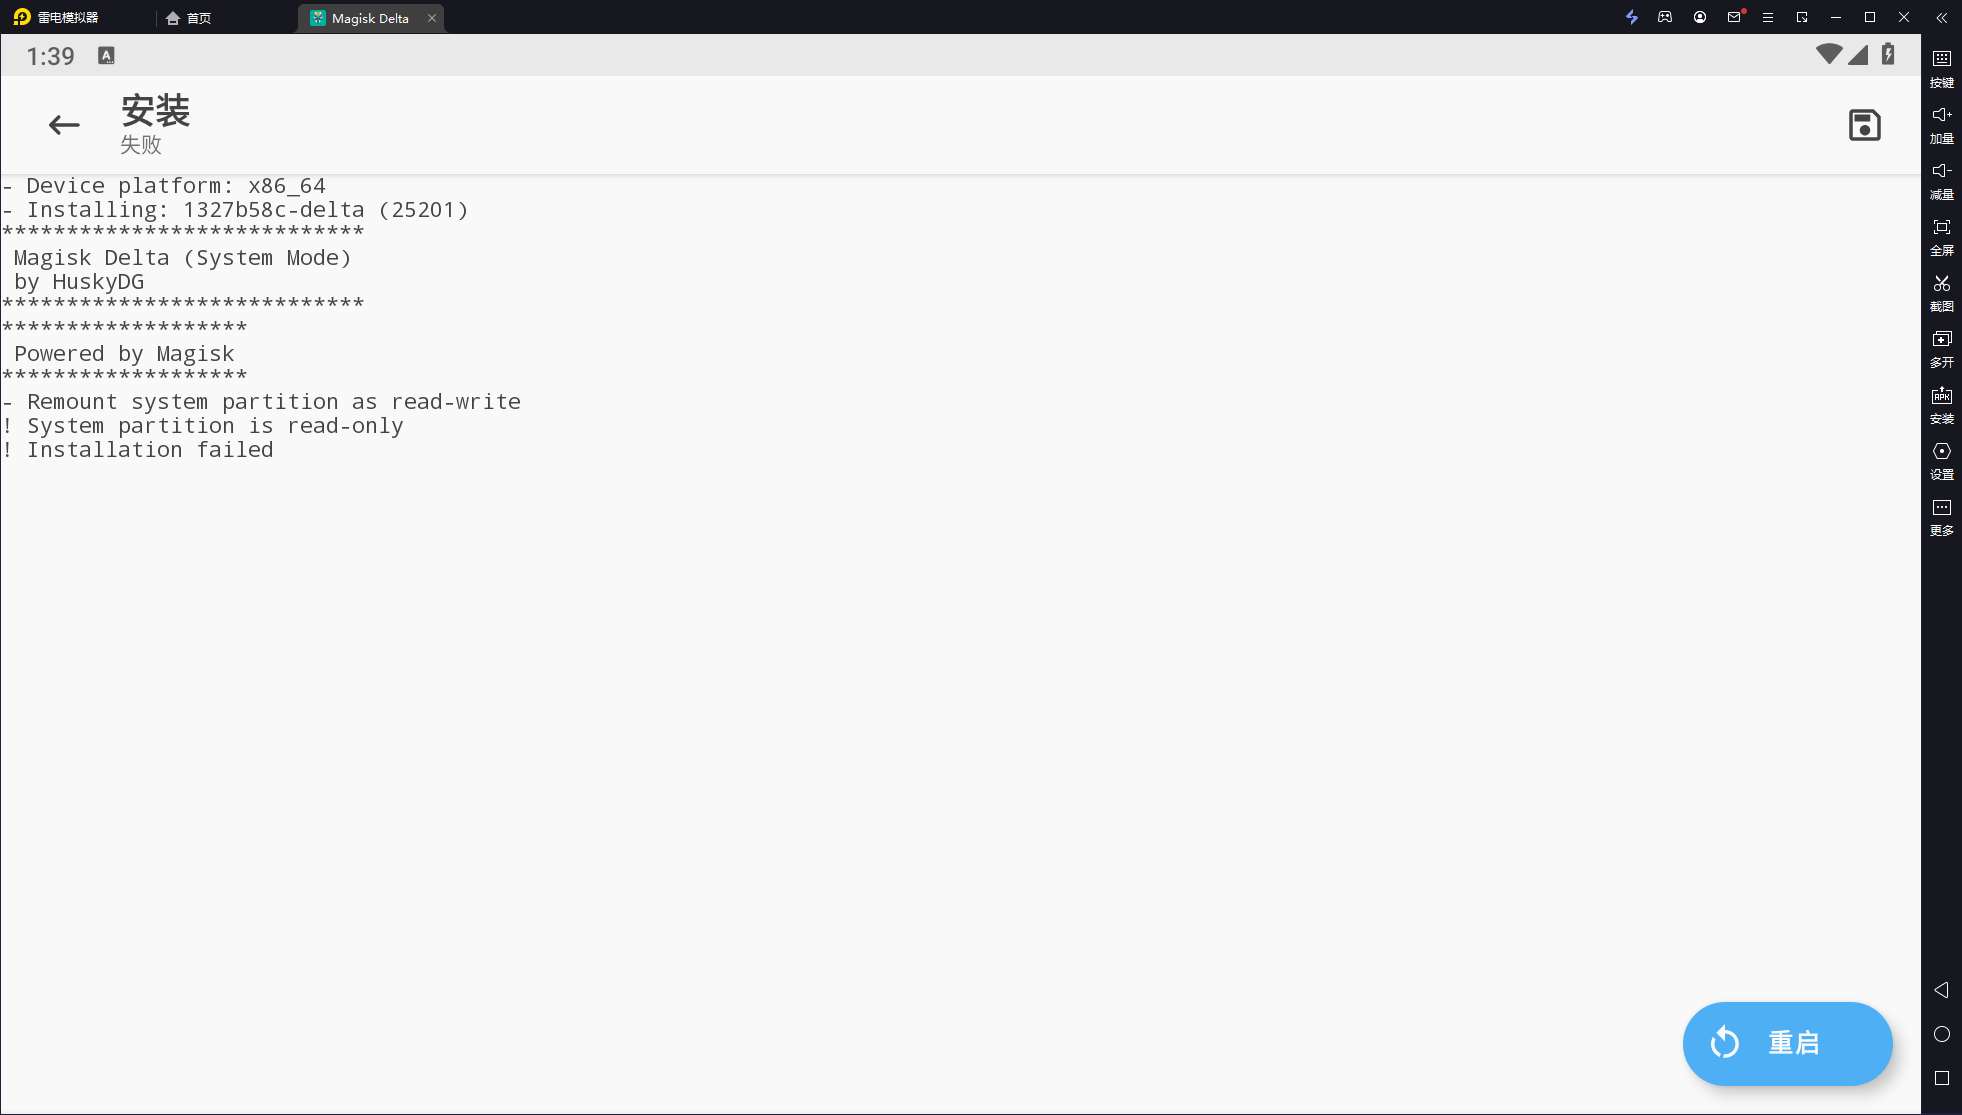 雷电模拟器
首页
Magisk Delta
1:39
A
安装
失败
- Device platform: x86_64
- Installing: 1327b58c-delta (25201)
****************************
Magisk Delta (System Mode)
by HuskyDG
****************************
*******************
Powered by Magisk
*******************
- Remount system partition as read-write
! System partition is read-only
! Installation failed
重启
按键
加量
减量
全屏
截图
多开
APK
安装
设置
更多